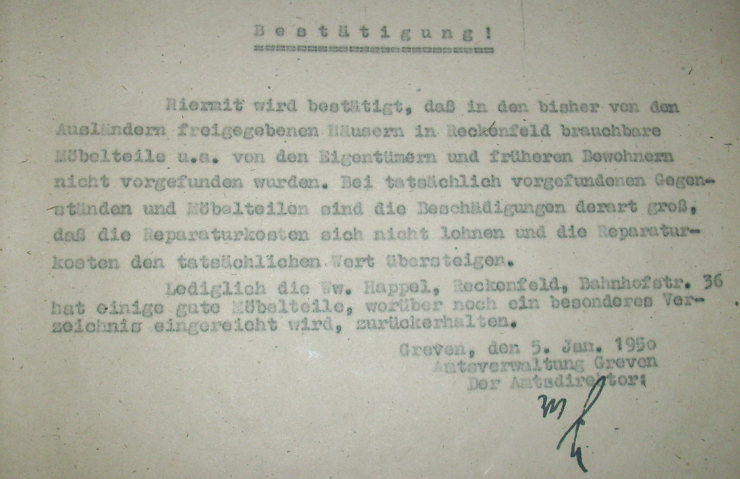 Bestätigung!
Hiermit wird bestätigt, daß in den bisher von den
Ausländern freigegebenen Häusern in Reckenfeld brauchbare
Möbelteile u.a. von den Eigentümern und früheren Bewohnern
nicht vorgefunden wurden. Bei tatsächlich vorgefundenen Gegen-
ständen und Möbelteilen sind die Beschädigungen derart groß,
daß die Reparaturkosten sich nicht lohnen und die Reparatur-
kosten den tatsächlichen Wert übersteigen.
Lediglich die Ww. Happel, Reckenfeld, Bahnhofstr. 36
hat einige gute Möbelteile, worüber noch ein besonderes Ver-
zeichnis eingereicht wird, zurückerhalten.
Greven, den 5. Jan. 1950
Amtsverwaltung Greven
Der Amtsdirektor: